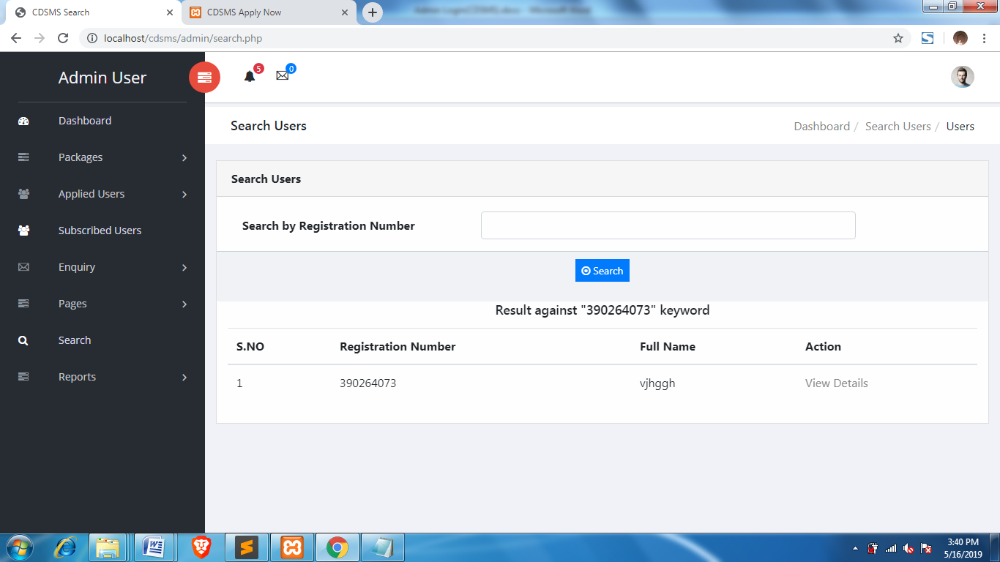 CDSMS Search
CDSMS Apply Now
localhost/cdsms/admin/search.php
Admin User
5
0
Search Users
Dashboard / Search Users / Users
Dashboard
Packages
Applied Users
Subscribed Users
Enquiry
Pages
Search
Reports
Search Users
Search by Registration Number
Search
Result against "390264073" keyword
S.NO Registration Number Full Name Action
1 390264073 vjhggh View Details
3:40 PM
5/16/2019